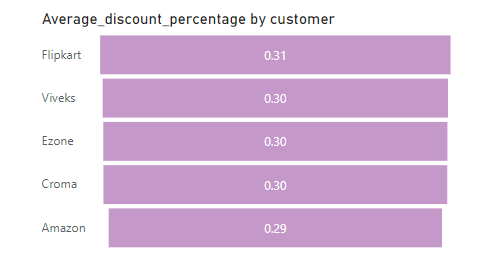 Average_discount_percentage by customer
Flipkart 0.31
Viveks 0.30
Ezone 0.30
Croma 0.30
Amazon 0.29